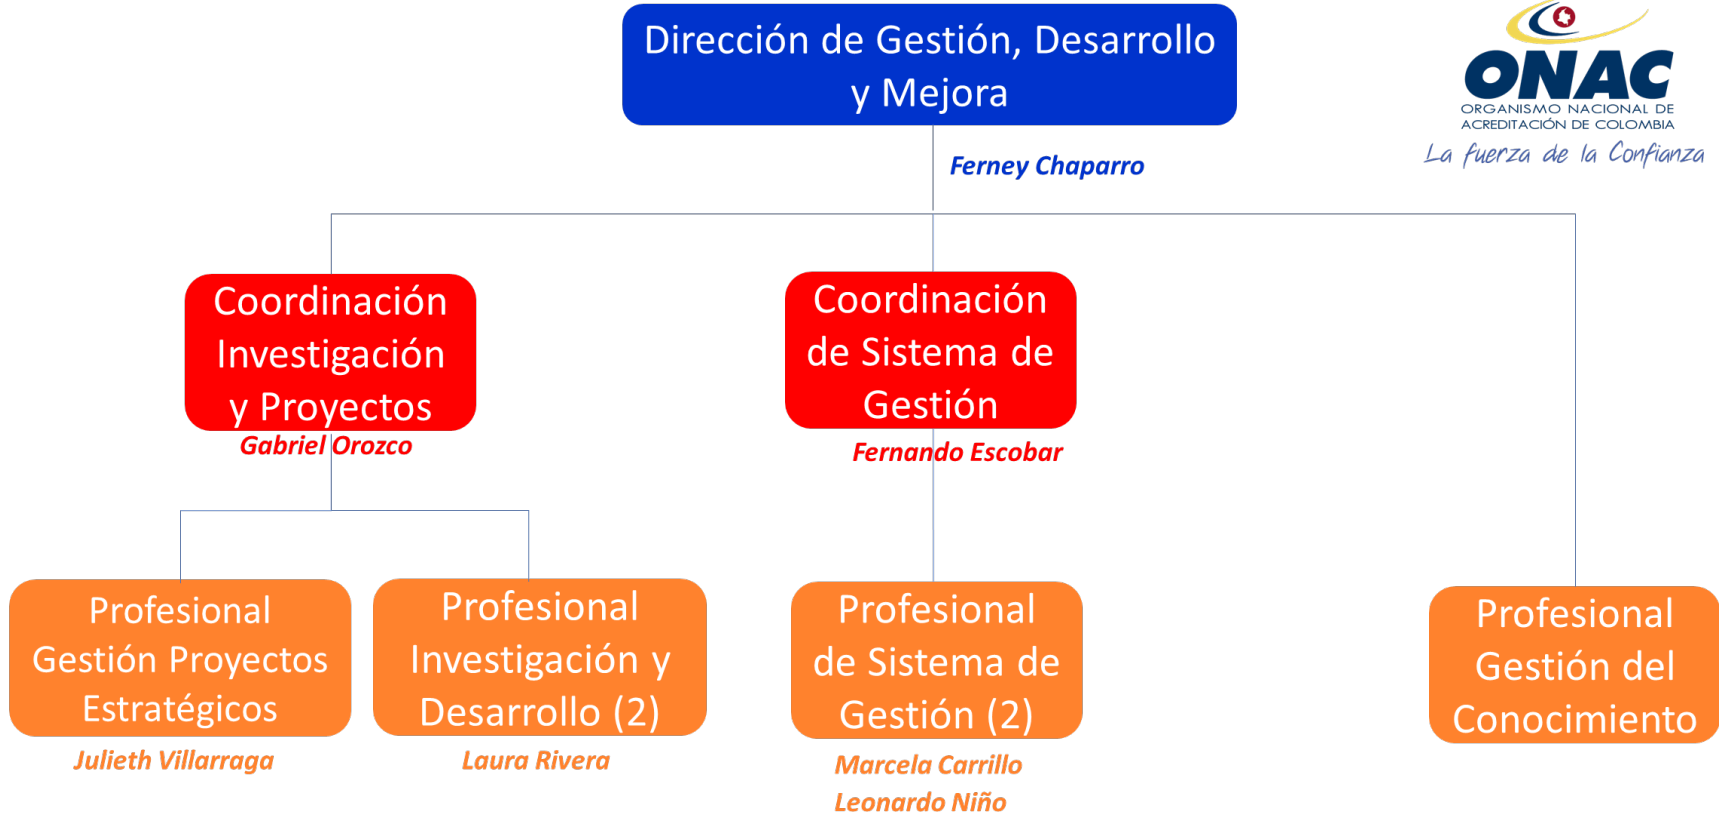 Dirección de Gestión, Desarrollo
y Mejora
ONAC
ORGANISMO NACIONAL DE
ACREDITACIÓN DE COLOMBIA
La fuerza de la Confianza
Ferney Chaparro
Coordinación
Investigación
y Proyectos
Gabriel Orozco
Coordinación
de Sistema de
Gestión
Fernando Escobar
Profesional
Gestión Proyectos
Estratégicos
Julieth Villarraga
Profesional
Investigación y
Desarrollo (2)
Laura Rivera
Profesional
de Sistema de
Gestión (2)
Marcela Carrillo
Leonardo Niño
Profesional
Gestión del
Conocimiento